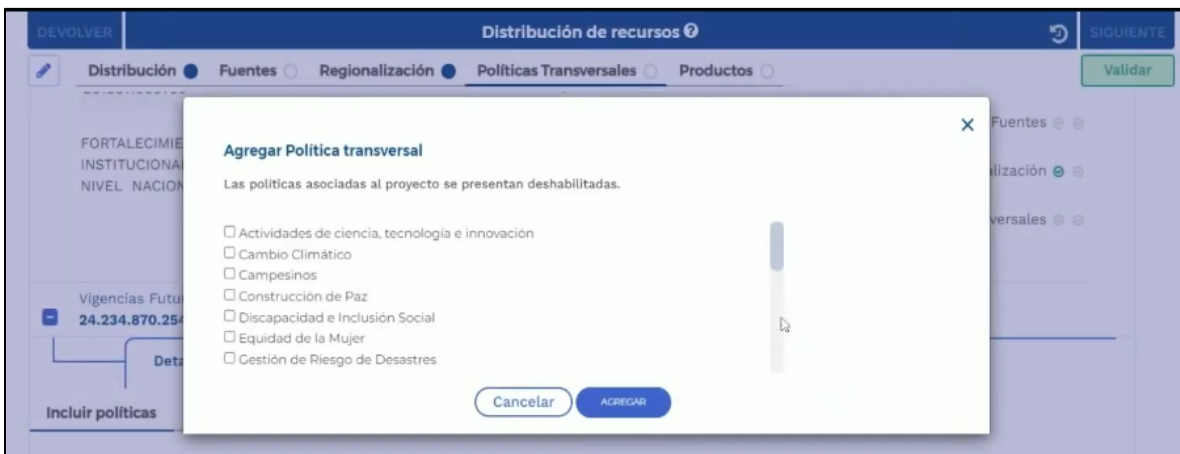 DEVOLVER Distribución de recursos SIGUIENTE
Distribución Fuentes Regionalización Políticas Transversales Productos Validar
Fuentes
FORTALECIMIE
INSTITUCIONA
NIVEL NACION
Agregar Política transversal
Las políticas asociadas al proyecto se presentan deshabilitadas.
lización
versales
Actividades de ciencia, tecnología e innovación
Cambio Climático
Campesinos
Construcción de Paz
Discapacidad e Inclusión Social
Equidad de la Mujer
Gestión de Riesgo de Desastres
Vigencias Futu
24.234.870.254
Deta
Cancelar AGREGAR
Incluir políticas